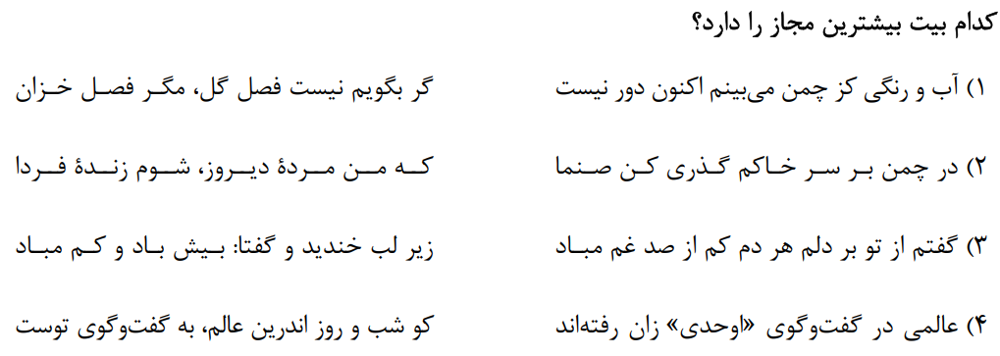 کدام بیت بیشترین مجاز را دارد؟
۱) آب و رنگی کز چمن می‌بینم اکنون دور نیست گر بگویم نیست فصل گل، مگر فصل خزان
۲) در چمن بر سر خاکم گذری کن صنما که من مردهٔ دیروز، شوم زندهٔ فردا
۳) گفتم از تو بر دلم هر دم کم از صد غم مباد زیر لب خندید و گفتا: بیش باد و کم مباد
۴) عالمی در گفت‌وگوی «اوحدی» زان رفته‌اند کو شب و روز اندرین عالم، به گفت‌وگوی توست